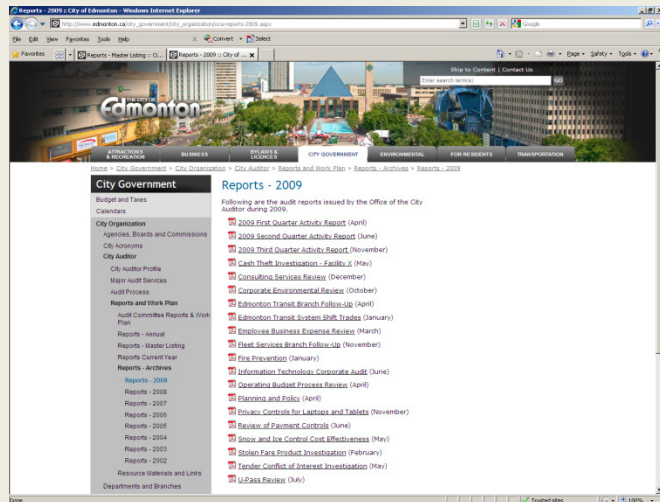 Reports - 2009 :: City of Edmonton - Windows Internet Explorer
http://www.edmonton.ca/city_government/city_organization/oca-reports-2009.aspx
Google
File Edit View Favorites Tools Help
Convert Select
Favorites
Reports - Master Listing :: Ci...
Reports - 2009 :: City of ...
Page Safety Tools
Skip to Content | Contact Us
Enter search term(s)
GO
THE CITY OF
Edmonton
ATTRACTIONS & RECREATION
BUSINESS
BYLAWS & LICENCES
CITY GOVERNMENT
ENVIRONMENTAL
FOR RESIDENTS
TRANSPORTATION
Home > City Government > City Organization > City Auditor > Reports and Work Plan > Reports - Archives > Reports - 2009
City Government
Budget and Taxes
Calendars
City Organization
Agencies, Boards and Commissions
City Acronyms
City Auditor
City Auditor Profile
Major Audit Services
Audit Process
Reports and Work Plan
Audit Committee Reports & Work
Plan
Reports - Annual
Reports - Master Listing
Reports Current Year
Reports - Archives
Reports - 2009
Reports - 2008
Reports - 2007
Reports - 2006
Reports - 2005
Reports - 2004
Reports - 2003
Reports - 2002
Resource Materials and Links
Departments and Branches
Reports - 2009
Following are the audit reports issued by the Office of the City
Auditor during 2009.
2009 First Quarter Activity Report (April)
2009 Second Quarter Activity Report (June)
2009 Third Quarter Activity Report (November)
Cash Theft Investigation - Facility X (May)
Consulting Services Review (December)
Corporate Environmental Review (October)
Edmonton Transit Branch Follow-Up (April)
Edmonton Transit System Shift Trades (January)
Employee Business Expense Review (March)
Fleet Services Branch Follow-Up (November)
Fire Prevention (January)
Information Technology Corporate Audit (June)
Operating Budget Process Review (April)
Planning and Policy (April)
Privacy Controls for Laptops and Tablets (November)
Review of Payment Controls (June)
Snow and Ice Control Cost Effectiveness (May)
Stolen Fare Product Investigation (February)
Tender Conflict of Interest Investigation (May)
U-Pass Review (July)
Done
Trusted sites
100%